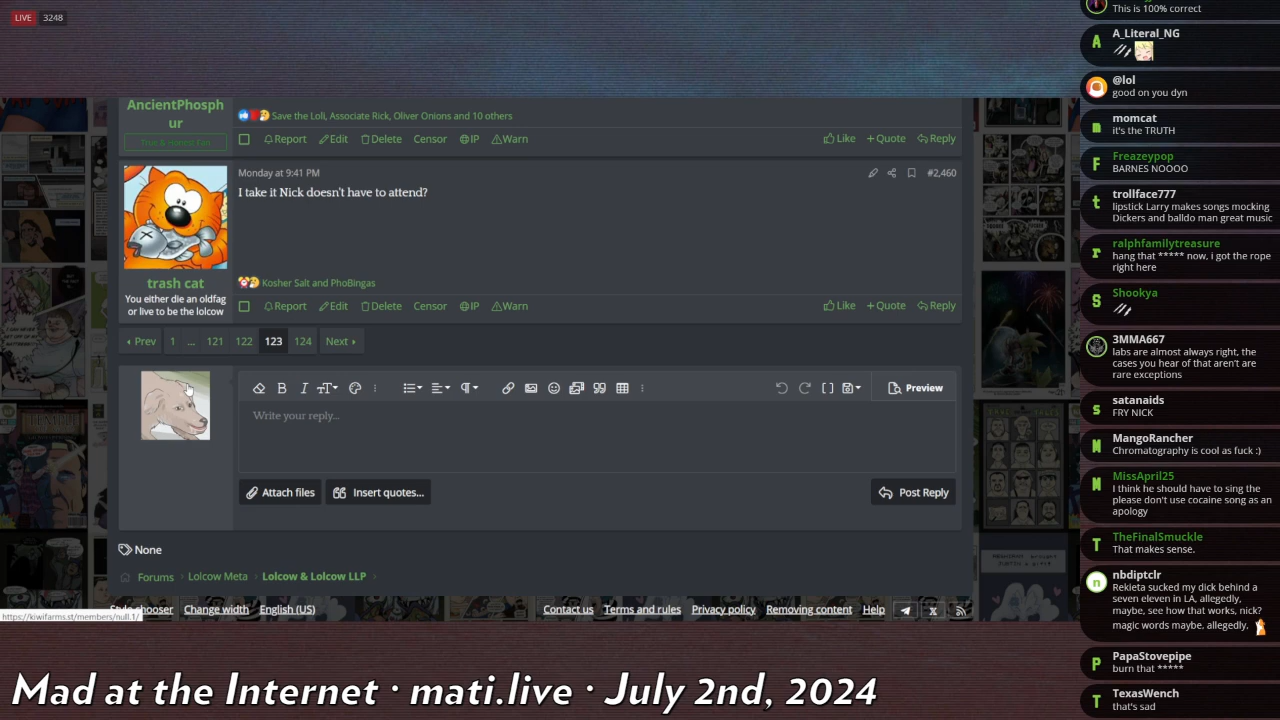 LIVE 3248
AncientPhosph
ur
True & Honest Fan
Save the Loli, Associate Rick, Oliver Onions and 10 others
Report Edit Delete Censor IP Warn Like + Quote Reply
Monday at 9:41 PM #2,460
I take it Nick doesn't have to attend?
trash cat
You either die an oldfag
or live to be the lolcow
Kosher Salt and PhoBingas
Report Edit Delete Censor IP Warn Like + Quote Reply
Prev 1 ... 121 122 123 124 Next
B I TT Preview
Write your reply...
Attach files Insert quotes... Post Reply
None
Forums Lolcow Meta Lolcow & Lolcow LLP
Style chooser Change width English (US) Contact us Terms and rules Privacy policy Removing content Help
https://kiwifarms.st/members/null.1/
Mad at the Internet · mati.live · July 2nd, 2024
This is 100% correct
A_Literal_NG
@lol
good on you dyn
momcat
it's the TRUTH
Freazeypop
BARNES NOOOO
trollface777
lipstick Larry makes songs mocking
Dickers and balldo man great music
ralphfamilytreasure
hang that ***** now, i got the rope
right here
Shookya
3MMA667
labs are almost always right, the
cases you hear of that aren't are
rare exceptions
satanaids
FRY NICK
MangoRancher
Chromatography is cool as fuck :)
MissApril25
I think he should have to sing the
please don't use cocaine song as an
apology
TheFinalSmuckle
That makes sense.
nbdiptclr
Rekleta sucked my dick behind a
seven eleven in LA, allegedly,
maybe, see how that works, nick?
magic words maybe, allegedly.
PapaStovepipe
burn that *****
TexasWench
that's sad